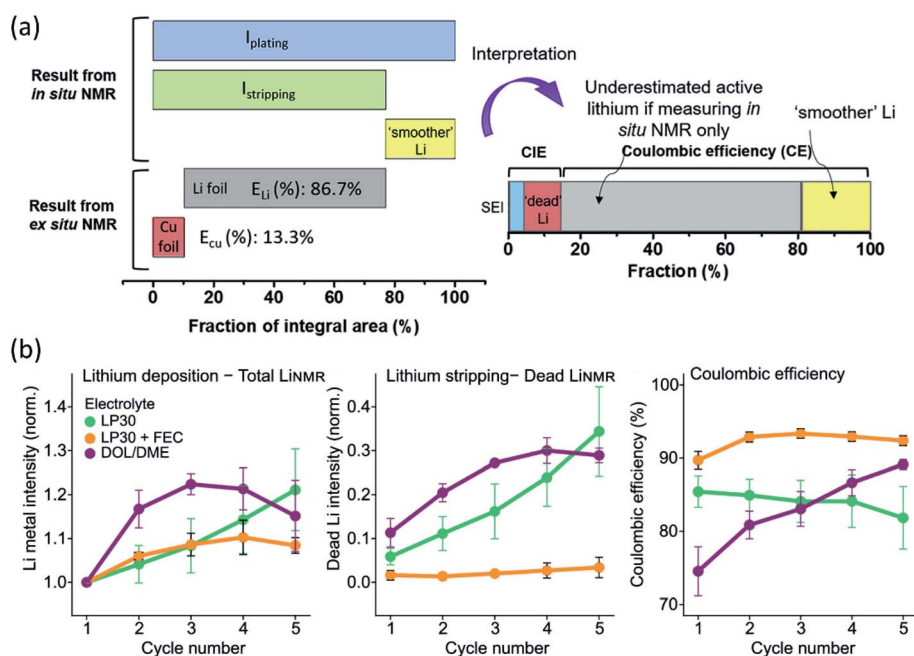 (a)
Result from
in situ NMR
Result from
ex situ NMR
Iplating
Istripping
'smoother'
Li
Li foil
ELi (%): 86.7%
Cu
foil
Ecu (%): 13.3%
0 20 40 60 80 100
Fraction of integral area (%)
Interpretation
Underestimated active
lithium if measuring in
situ NMR only
'smoother' Li
CIE
Coulombic efficiency (CE)
SEI
'dead'
Li
0 20 40 60 80 100
Fraction (%)
(b)
Lithium deposition – Total LiNMR
Electrolyte
LP30
LP30 + FEC
DOL/DME
Li metal intensity (norm.)
1.4
1.3
1.2
1.1
1.0
1 2 3 4 5
Cycle number
Lithium stripping– Dead LiNMR
Dead Li intensity (norm.)
0.4
0.3
0.2
0.1
0.0
1 2 3 4 5
Cycle number
Coulombic efficiency
Coulombic efficiency (%)
100
90
80
70
1 2 3 4 5
Cycle number